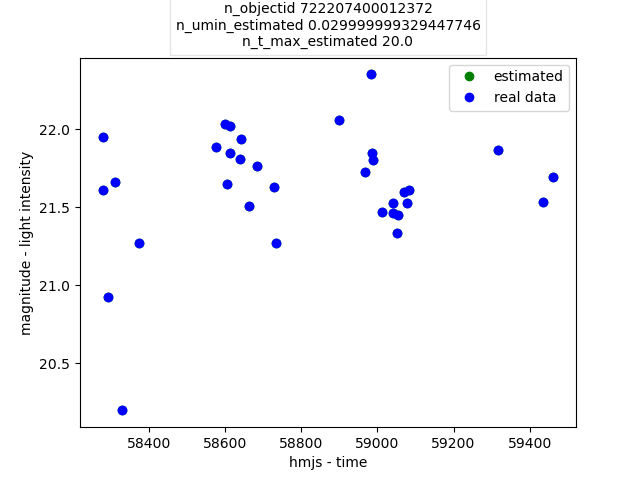 n_objectid 722207400012372
n_umin_estimated 0.029999999329447746
n_t_max_estimated 20.0
estimated
real data
22.0
21.5
21.0
20.5
magnitude - light intensity
58400
58600
58800
59000
59200
59400
hmjs - time